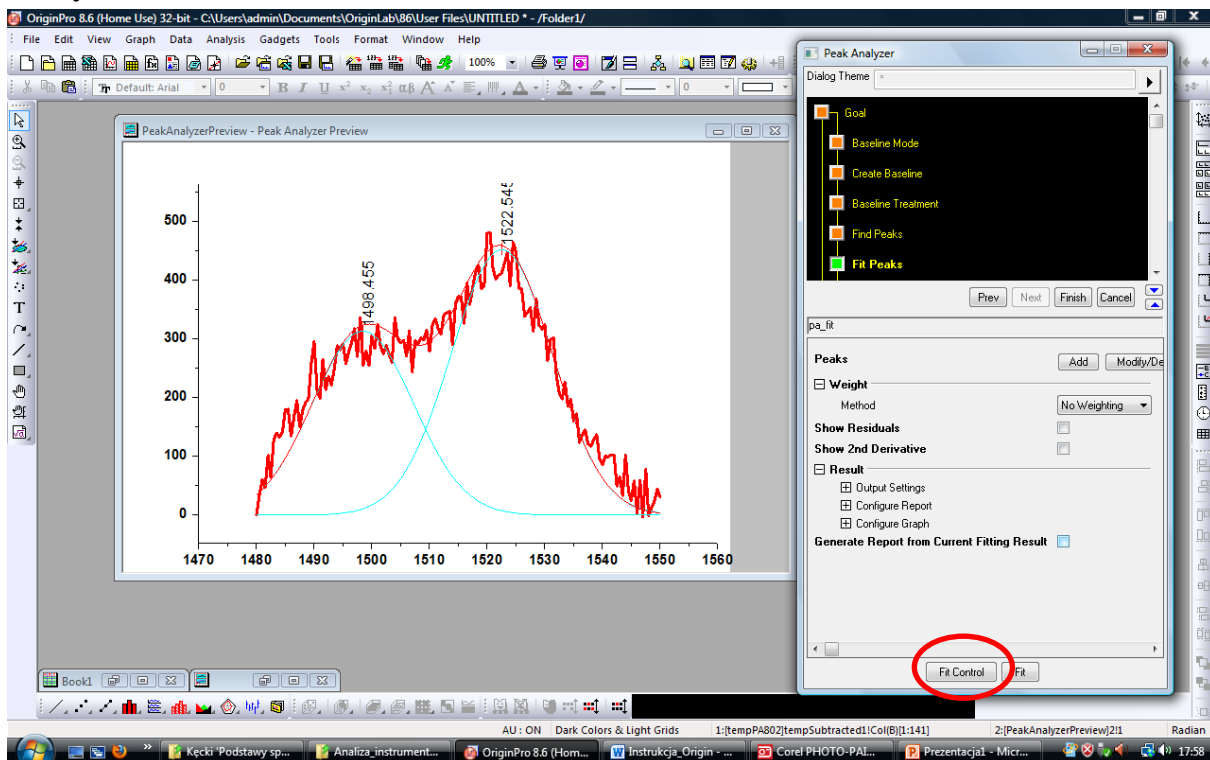 OriginPro 8.6 (Home Use) 32-bit - C:\Users\admin\Documents\OriginLab\86\User Files\UNTITLED * - /Folder1/
File Edit View Graph Data Analysis Gadgets Tools Format Window Help
100%
Default: Arial 0 B I U 0
PeakAnalyzerPreview - Peak Analyzer Preview
1522.545
500
1498.455
400
300
200
100
0
1470 1480 1490 1500 1510 1520 1530 1540 1550 1560
Peak Analyzer
Dialog Theme *
Goal
Baseline Mode
Create Baseline
Baseline Treatment
Find Peaks
Fit Peaks
Prev Next Finish Cancel
pa_fit
Peaks Add Modify/De
Weight
Method No Weighting
Show Residuals
Show 2nd Derivative
Result
Output Settings
Configure Report
Configure Graph
Generate Report from Current Fitting Result
Fit Control Fit
Book1
AU : ON Dark Colors & Light Grids 1:[tempPA802]tempSubtracted1!Col(B)[1:141] 2:[PeakAnalyzerPreview]2!1 Radian
Kęcki 'Podstawy sp... Analiza_instrument... OriginPro 8.6 (Hom... Instrukcja_Origin - ... Corel PHOTO-PAI... Prezentacja1 - Micr... 17:58